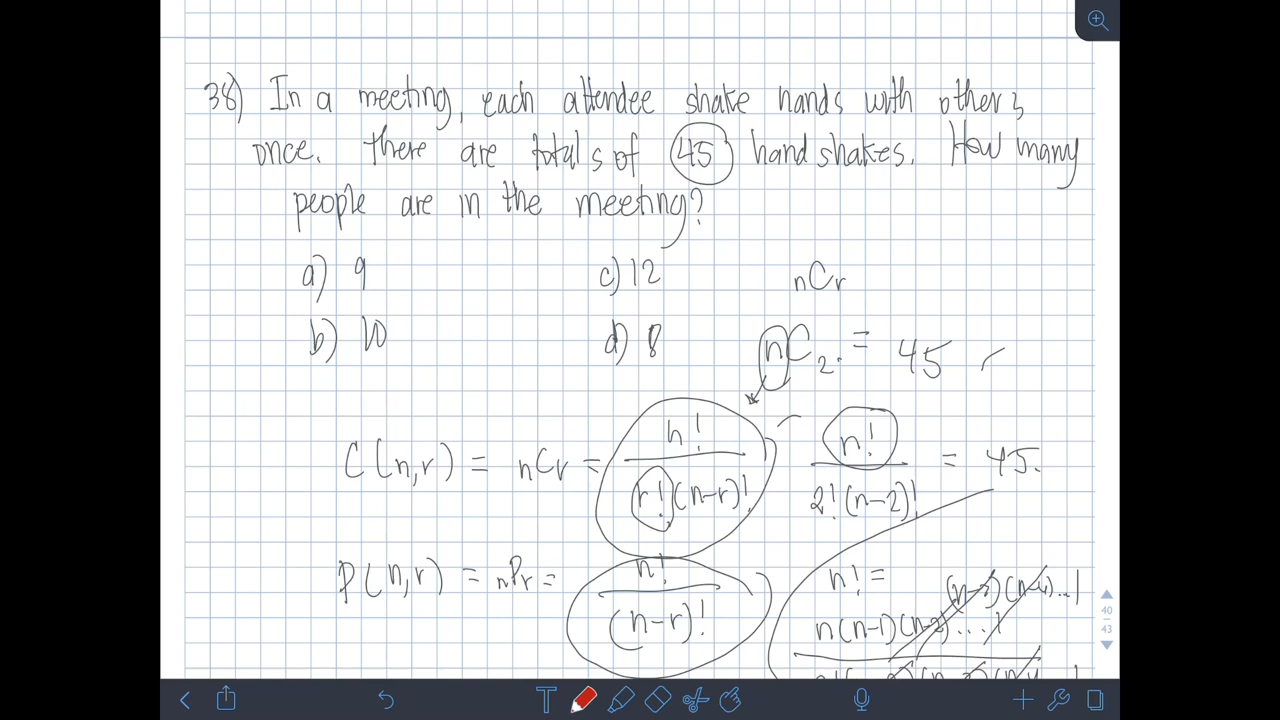 38) In a meeting, each attendee shake hands with others
once. There are totals of 45 handshakes. How many
people are in the meeting?
a) 9
c) 12
nCr
b) 10
d) 8
nC2 = 45
C(n,r) = nCr = n! / r!(n-r)!
n! / 2!(n-2)! = 45.
P(n,r) = nPr = n! / (n-r)!
n! =
n(n-1)(n-2)...1
40
43
T